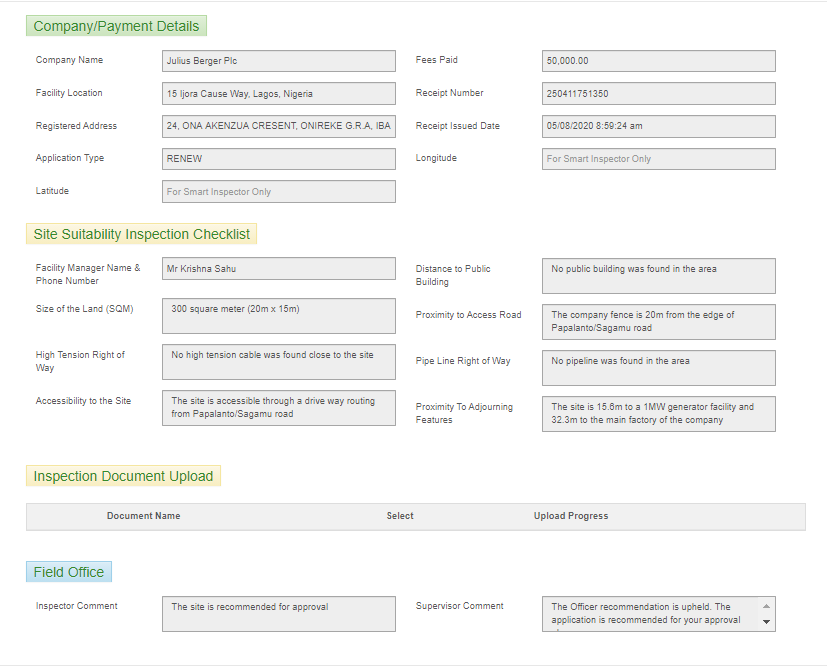 Company/Payment Details
Company Name
Julius Berger Plc
Fees Paid
50,000.00
Facility Location
15 Ijora Cause Way, Lagos, Nigeria
Receipt Number
250411751350
Registered Address
24, ONA AKENZUA CRESENT, ONIREKE G.R.A, IBA
Receipt Issued Date
05/08/2020 8:59:24 am
Application Type
RENEW
Longitude
For Smart Inspector Only
Latitude
For Smart Inspector Only
Site Suitability Inspection Checklist
Facility Manager Name &
Phone Number
Mr Krishna Sahu
Distance to Public
Building
No public building was found in the area
Size of the Land (SQM)
300 square meter (20m x 15m)
Proximity to Access Road
The company fence is 20m from the edge of
Papalanto/Sagamu road
High Tension Right of
Way
No high tension cable was found close to the site
Pipe Line Right of Way
No pipeline was found in the area
Accessibility to the Site
The site is accessible through a drive way routing
from Papalanto/Sagamu road
Proximity To Adjourning
Features
The site is 15.6m to a 1MW generator facility and
32.3m to the main factory of the company
Inspection Document Upload
Document Name
Select
Upload Progress
Field Office
Inspector Comment
The site is recommended for approval
Supervisor Comment
The Officer recommendation is upheld. The
application is recommended for your approval